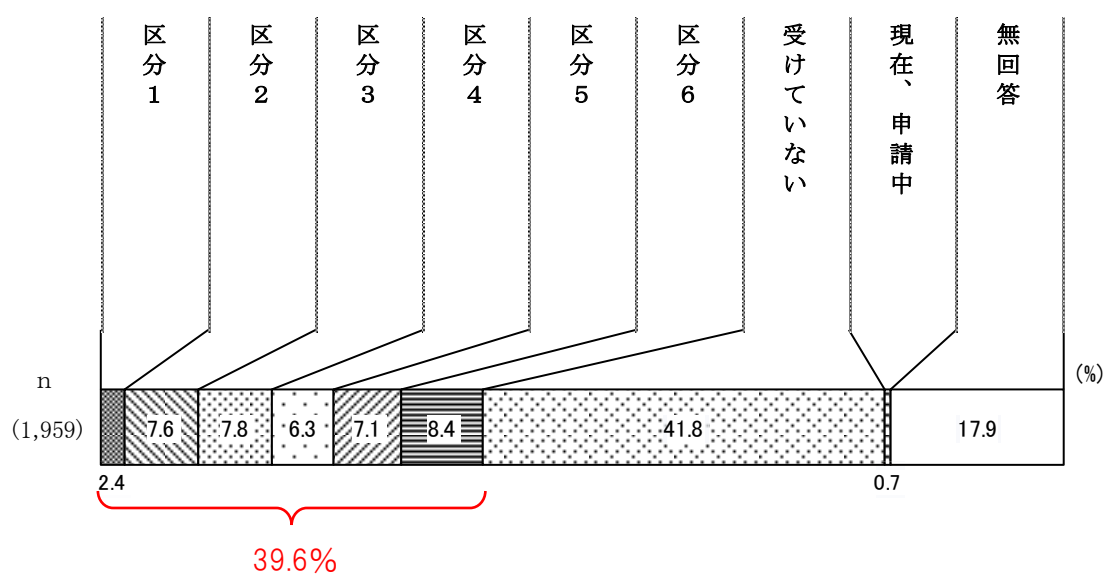 区分1
区分2
区分3
区分4
区分5
区分6
受けていない
現在、申請中
無回答
n
(%)
(1,959)
7.6
7.8
6.3
7.1
8.4
41.8
17.9
2.4
0.7
39.6%